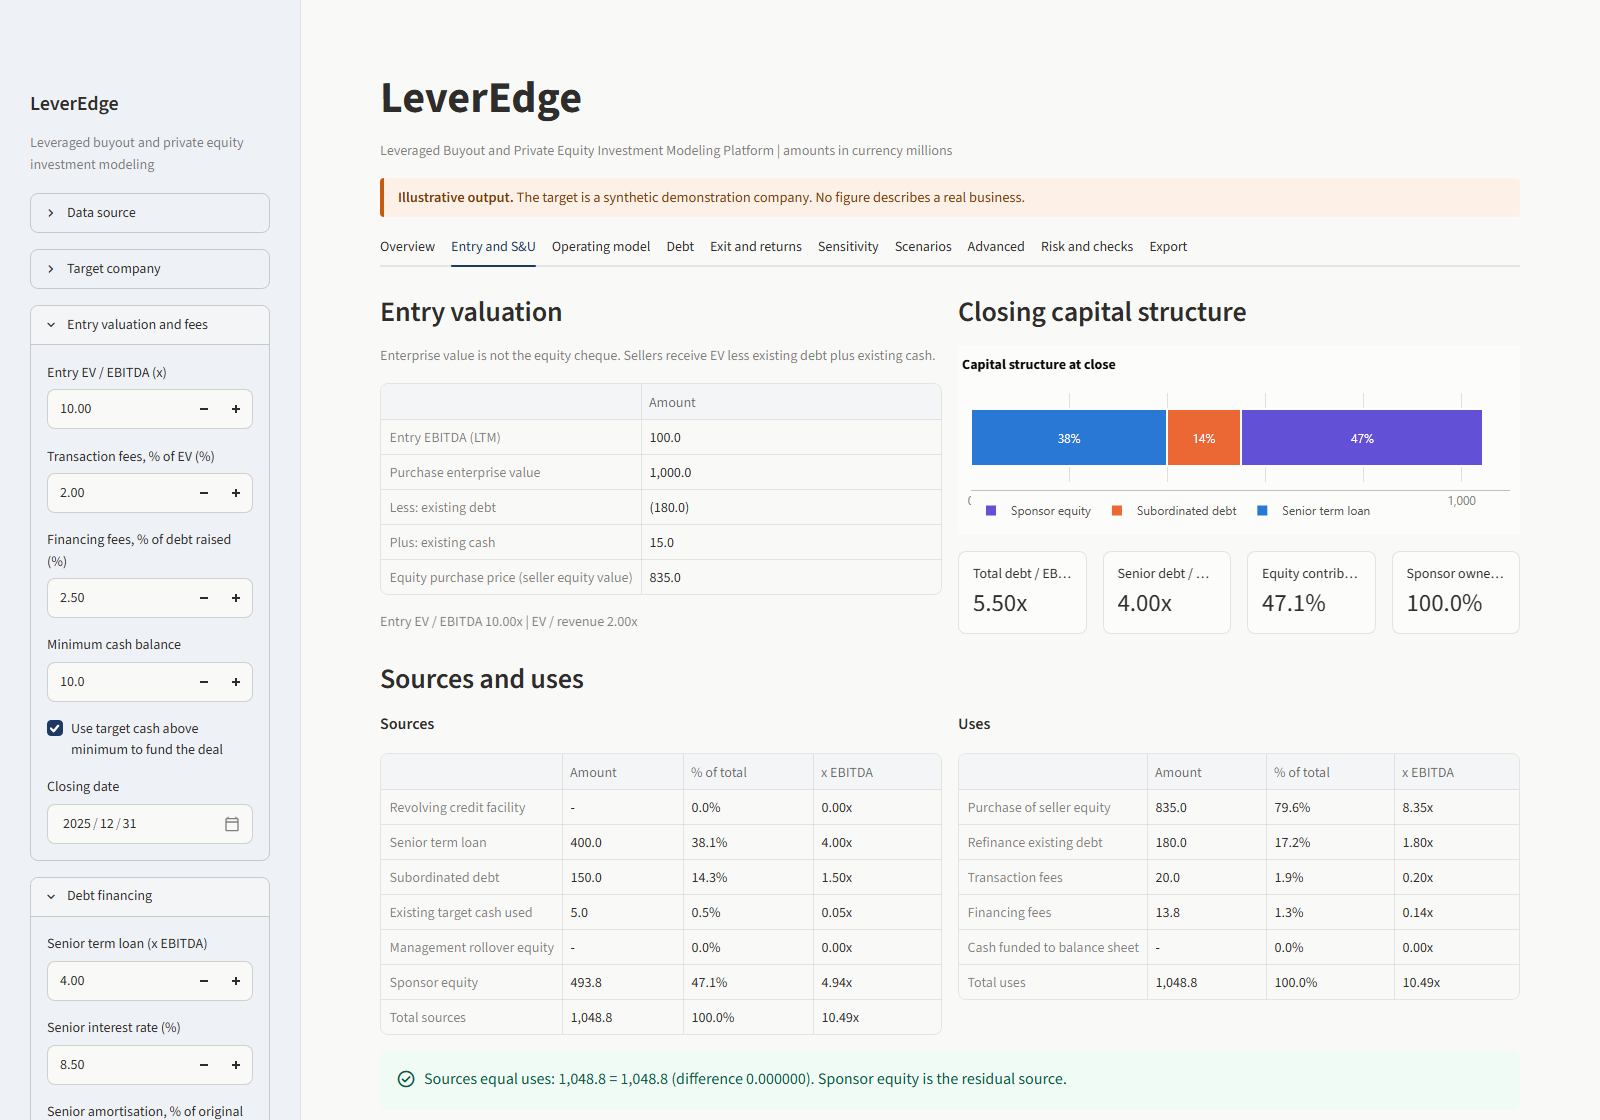 LeverEdge
Leveraged buyout and private equity
investment modeling
Data source
Target company
Entry valuation and fees
Entry EV / EBITDA (x)
10.00
Transaction fees, % of EV (%)
2.00
Financing fees, % of debt raised
(%)
2.50
Minimum cash balance
10.0
Use target cash above
minimum to fund the deal
Closing date
2025 / 12 / 31
Debt financing
Senior term loan (x EBITDA)
4.00
Senior interest rate (%)
8.50
Senior amortisation, % of original
LeverEdge
Leveraged Buyout and Private Equity Investment Modeling Platform | amounts in currency millions
Illustrative output. The target is a synthetic demonstration company. No figure describes a real business.
Overview Entry and S&U Operating model Debt Exit and returns Sensitivity Scenarios Advanced Risk and checks Export
Entry valuation
Enterprise value is not the equity cheque. Sellers receive EV less existing debt plus existing cash.
Amount
Entry EBITDA (LTM) 100.0
Purchase enterprise value 1,000.0
Less: existing debt (180.0)
Plus: existing cash 15.0
Equity purchase price (seller equity value) 835.0
Entry EV / EBITDA 10.00x | EV / revenue 2.00x
Closing capital structure
Capital structure at close
38% 14% 47%
1,000
Sponsor equity Subordinated debt Senior term loan
Total debt / EB... Senior debt / ... Equity contrib... Sponsor owne...
5.50x 4.00x 47.1% 100.0%
Sources and uses
Sources
Amount % of total x EBITDA
Revolving credit facility - 0.0% 0.00x
Senior term loan 400.0 38.1% 4.00x
Subordinated debt 150.0 14.3% 1.50x
Existing target cash used 5.0 0.5% 0.05x
Management rollover equity - 0.0% 0.00x
Sponsor equity 493.8 47.1% 4.94x
Total sources 1,048.8 100.0% 10.49x
Uses
Amount % of total x EBITDA
Purchase of seller equity 835.0 79.6% 8.35x
Refinance existing debt 180.0 17.2% 1.80x
Transaction fees 20.0 1.9% 0.20x
Financing fees 13.8 1.3% 0.14x
Cash funded to balance sheet - 0.0% 0.00x
Total uses 1,048.8 100.0% 10.49x
Sources equal uses: 1,048.8 = 1,048.8 (difference 0.000000). Sponsor equity is the residual source.